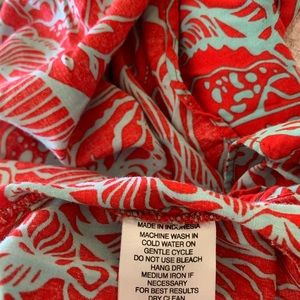 MADE IN INDONESIA
MACHINE WASH IN
COLD WATER ON
GENTLE CYCLE
DO NOT USE BLEACH
HANG DRY
MEDIUM IRON IF
NECESSARY
FOR BEST RESULTS
DRY CLEAN